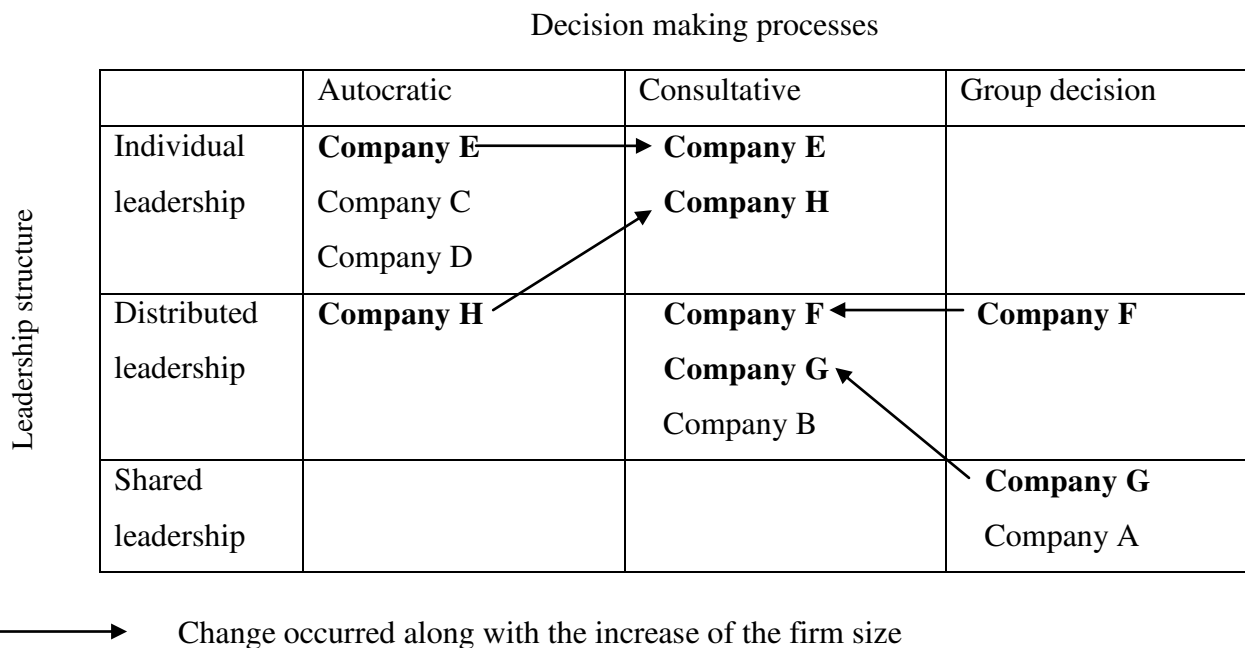 Decision making processes
Autocratic Consultative Group decision
Individual Company E Company E
leadership Company C Company H
Company D
Distributed Company H Company F Company F
leadership Company G
Company B
Shared Company G
leadership Company A
Leadership structure
Change occurred along with the increase of the firm size